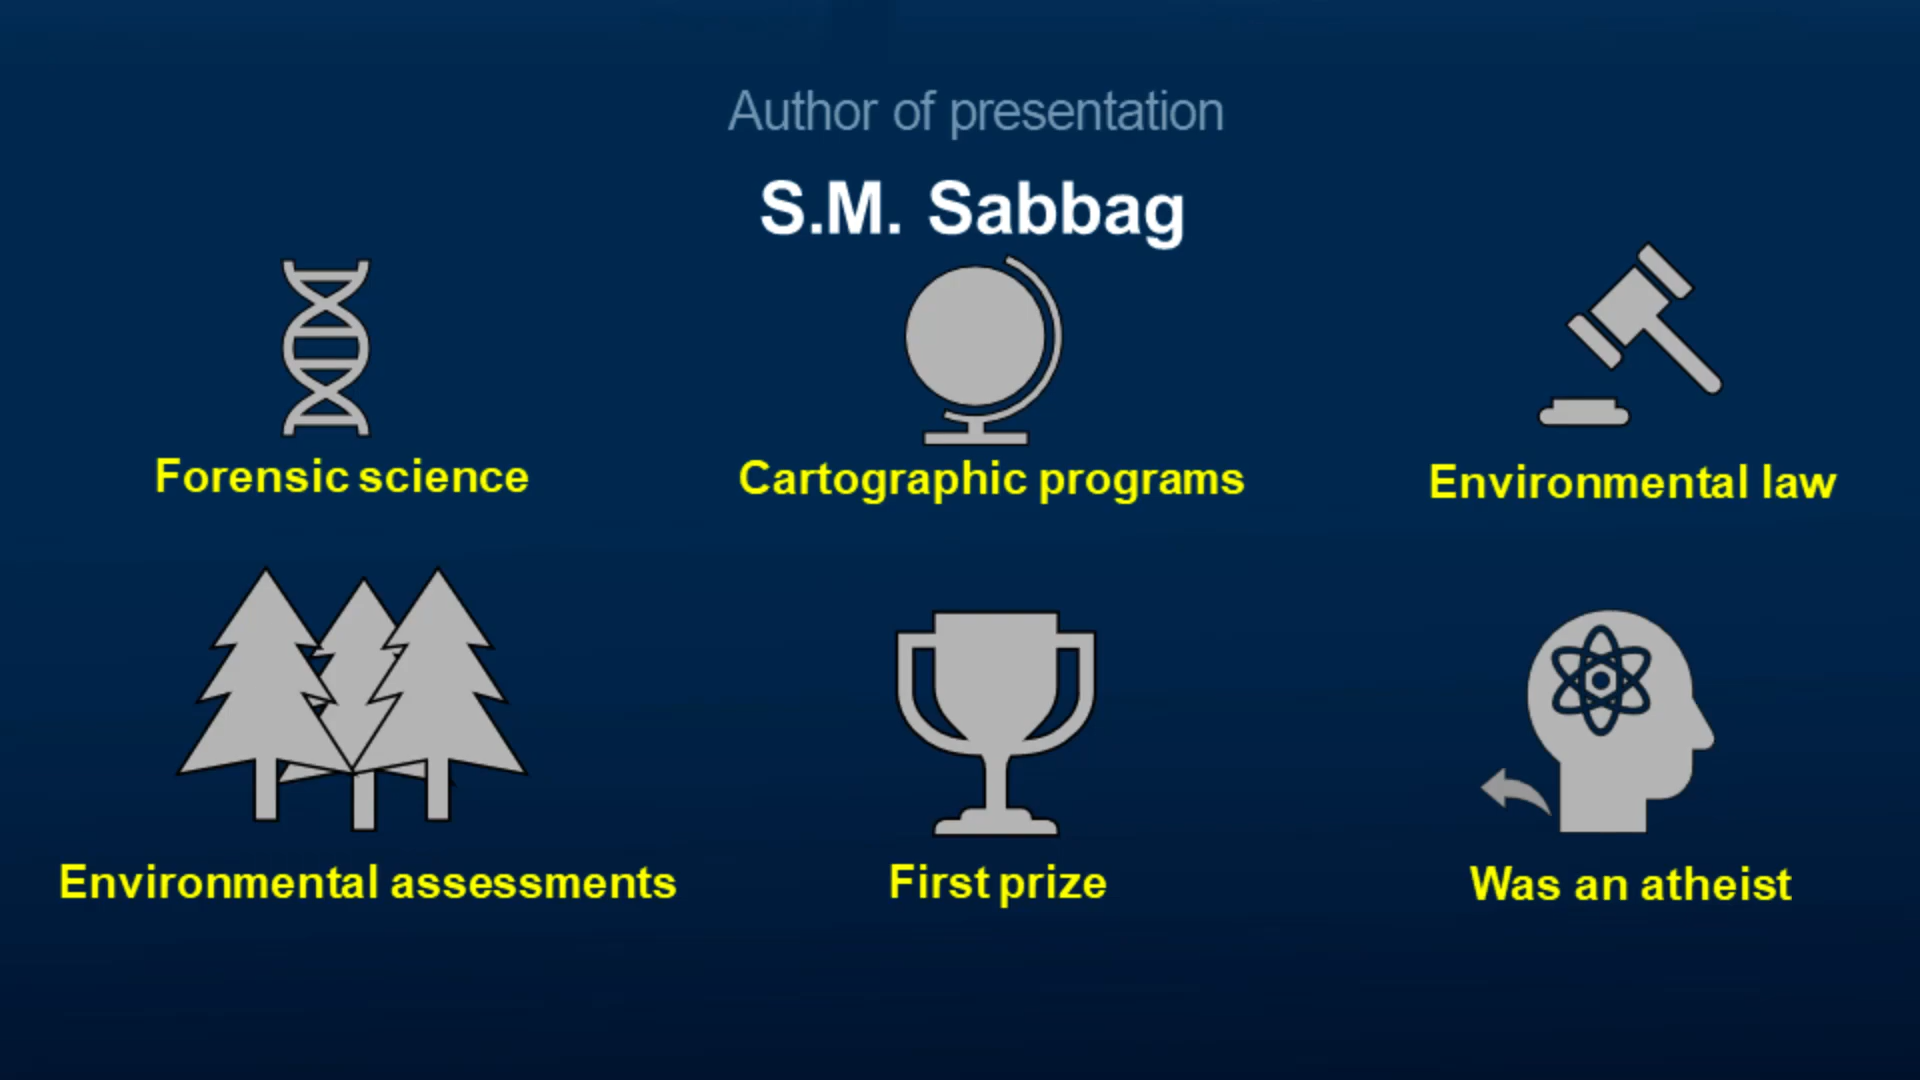 Author of presentation
S.M. Sabbag
Forensic science
Cartographic programs
Environmental law
Environmental assessments
First prize
Was an atheist